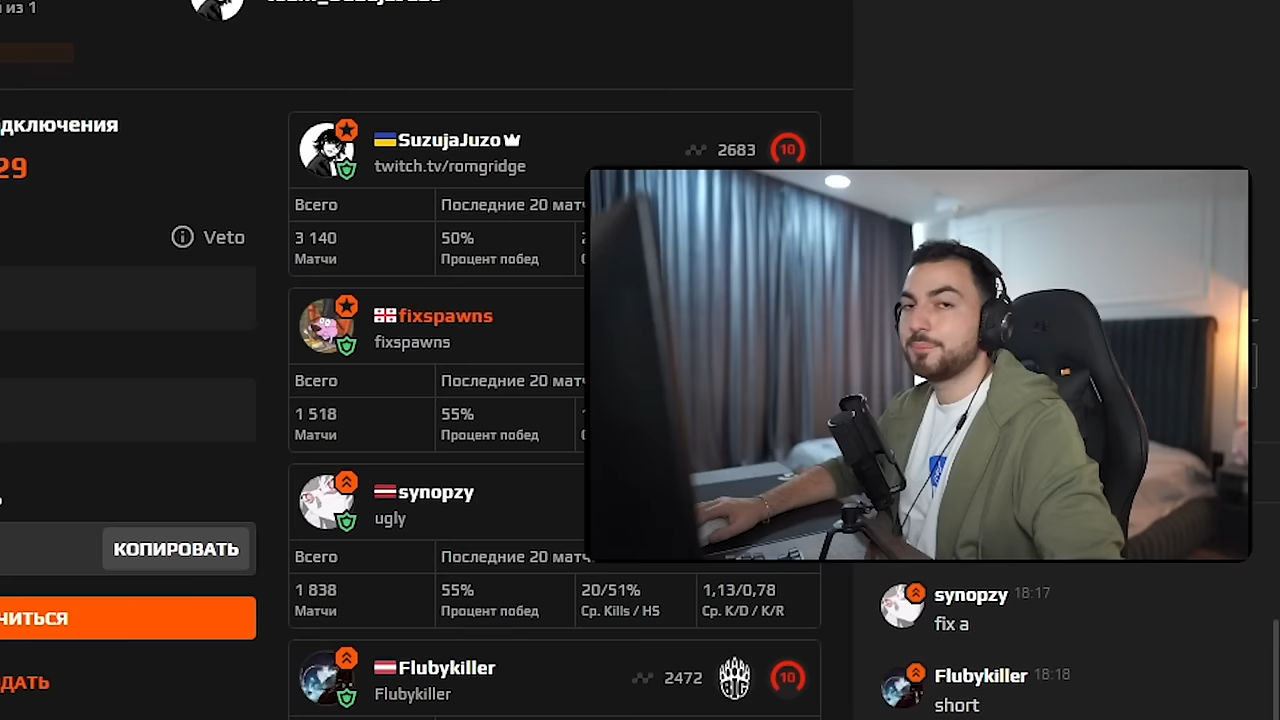 из 1
дключения
29
Veto
КОПИРОВАТЬ
ЧИТЬСЯ
ДАТЬ
SuzujaJuzo
twitch.tv/romgridge
2683
10
Всего
Последние 20 матч
3 140
Матчи
50%
Процент побед
fixspawns
fixspawns
Всего
Последние 20 матч
1 518
Матчи
55%
Процент побед
synopzy
ugly
Всего
Последние 20 матч
1 838
Матчи
55%
Процент побед
20/51%
Ср. Kills / HS
1,13/0,78
Ср. K/D / K/R
Flubykiller
Flubykiller
2472
BIG
10
synopzy 18:17
fix a
Flubykiller 18:18
short